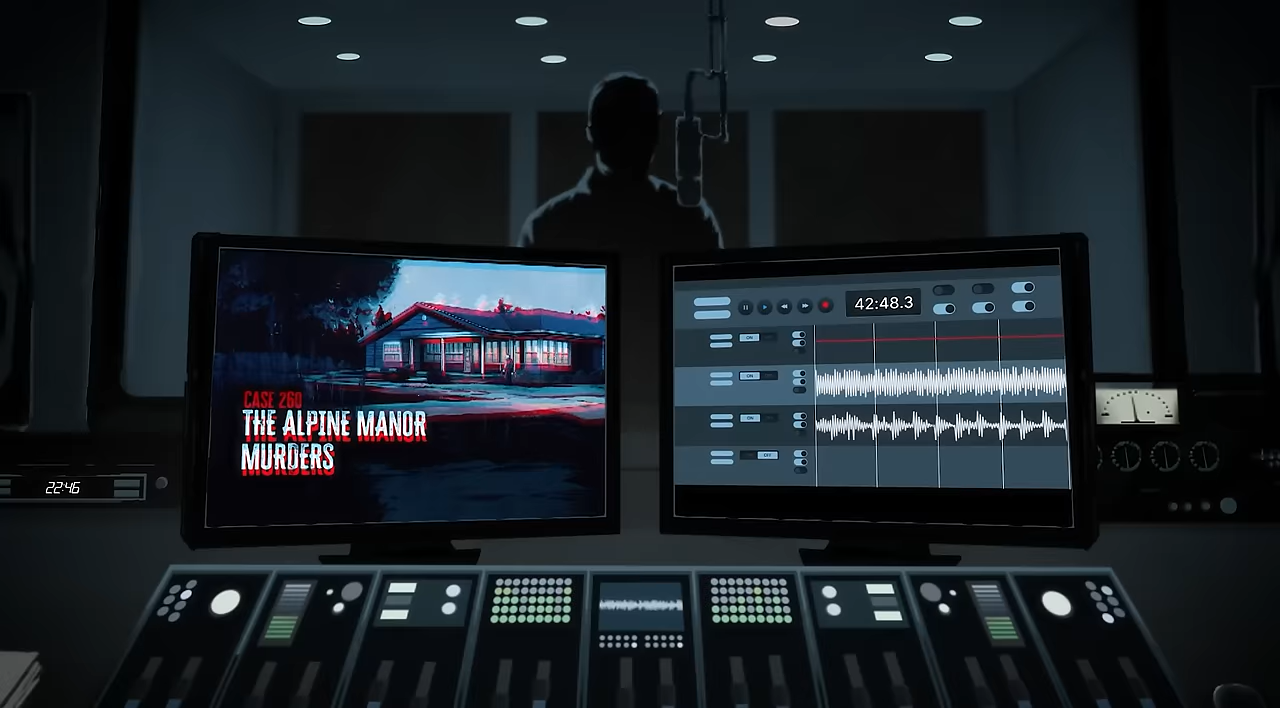 CASE 260
THE ALPINE MANOR
MURDERS
42:48.3
ON
ON
ON
OFF
22:46